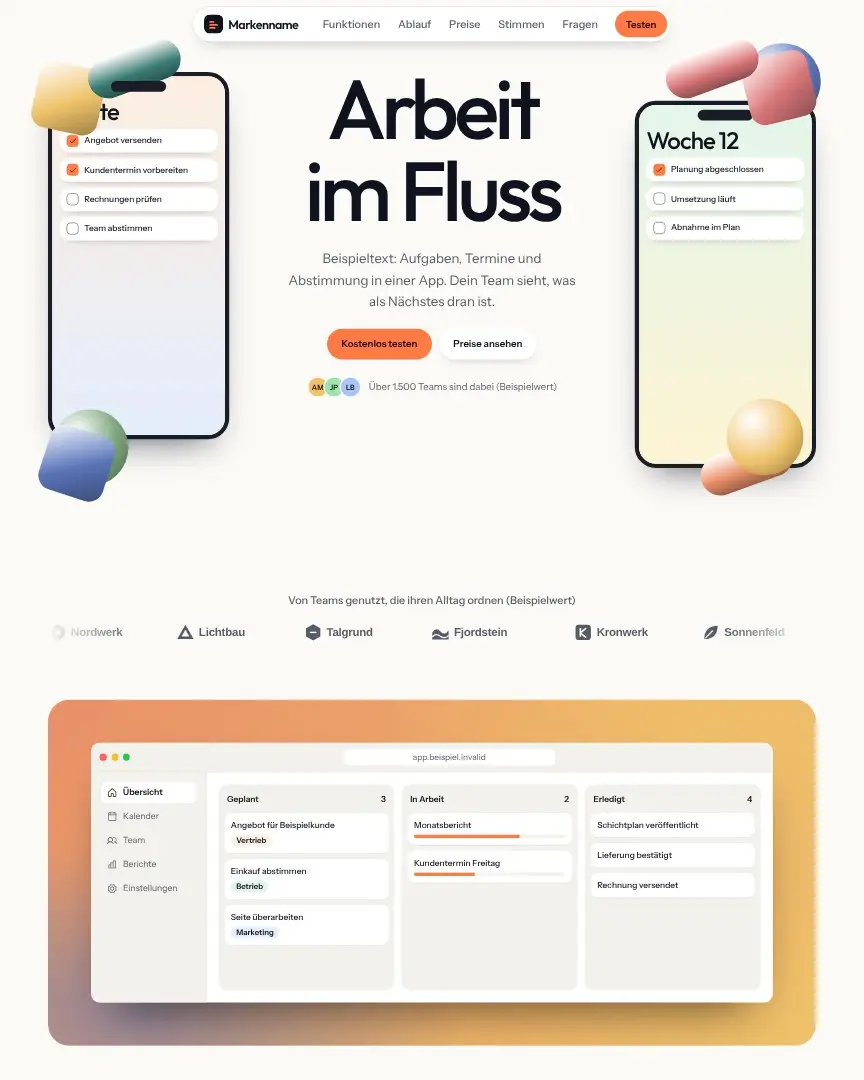 Markenname
Funktionen
Ablauf
Preise
Stimmen
Fragen
Testen
Arbeit
im Fluss
Beispieltext: Aufgaben, Termine und
Abstimmung in einer App. Dein Team sieht, was
als Nächstes dran ist.
Kostenlos testen
Preise ansehen
AM JP LB
Über 1.500 Teams sind dabei (Beispielwert)
te
Angebot versenden
Kundentermin vorbereiten
Rechnungen prüfen
Team abstimmen
Woche 12
Planung abgeschlossen
Umsetzung läuft
Abnahme im Plan
Von Teams genutzt, die ihren Alltag ordnen (Beispielwert)
Nordwerk
Lichtbau
Talgrund
Fjordstein
Kronwerk
Sonnenfeld
app.beispiel.invalid
Übersicht
Kalender
Team
Berichte
Einstellungen
Geplant 3
Angebot für Beispielkunde
Vertrieb
Einkauf abstimmen
Betrieb
Seite überarbeiten
Marketing
In Arbeit 2
Monatsbericht
Kundentermin Freitag
Erledigt 4
Schichtplan veröffentlicht
Lieferung bestätigt
Rechnung versendet